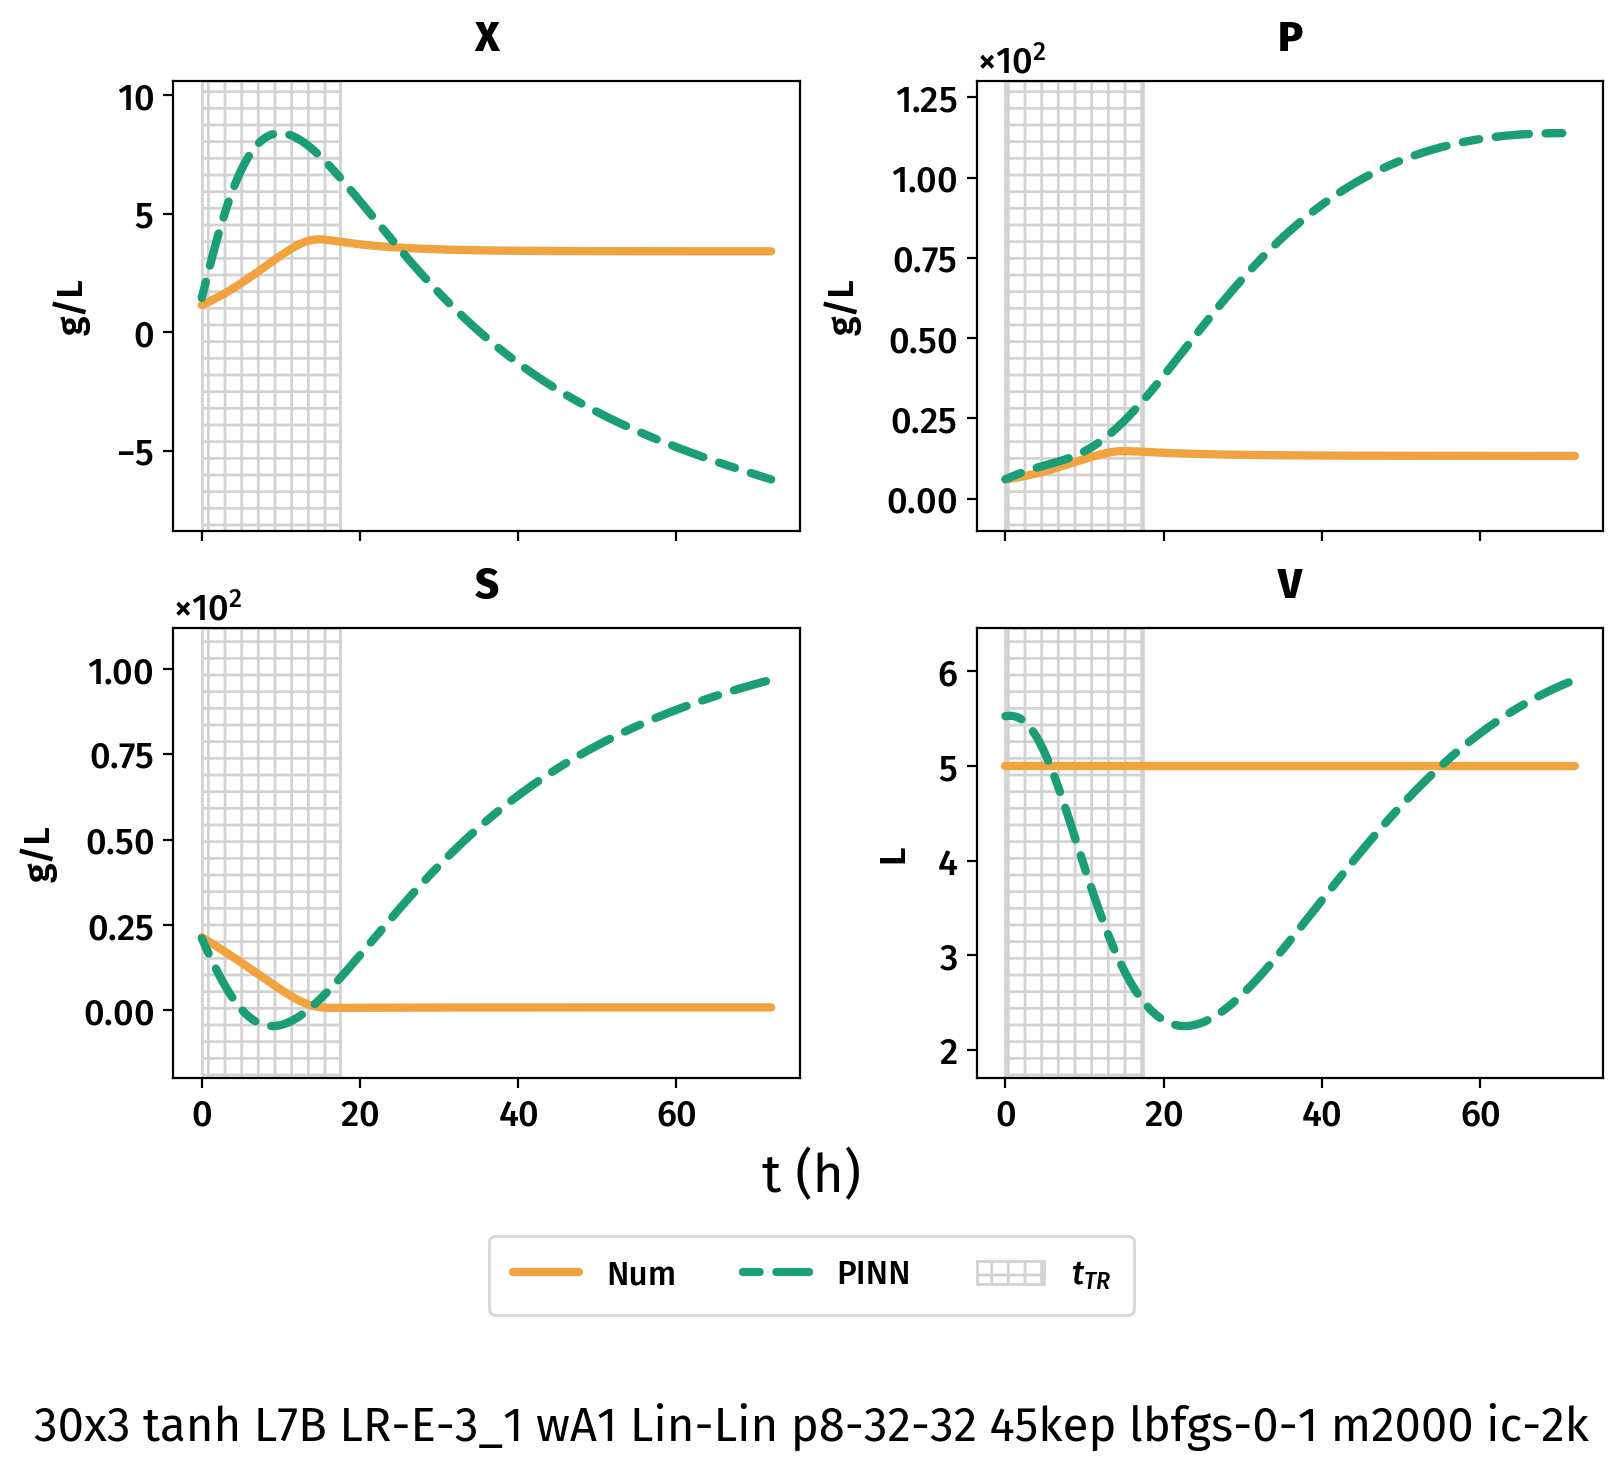 X
10
5
0
−5
g/L
P
×10²
1.25
1.00
0.75
0.50
0.25
0.00
g/L
S
×10²
1.00
0.75
0.50
0.25
0.00
g/L
0 20 40 60
V
6
5
4
3
2
L
0 20 40 60
t (h)
Num PINN t_TR
30x3 tanh L7B LR-E-3_1 wA1 Lin-Lin p8-32-32 45kep lbfgs-0-1 m2000 ic-2k